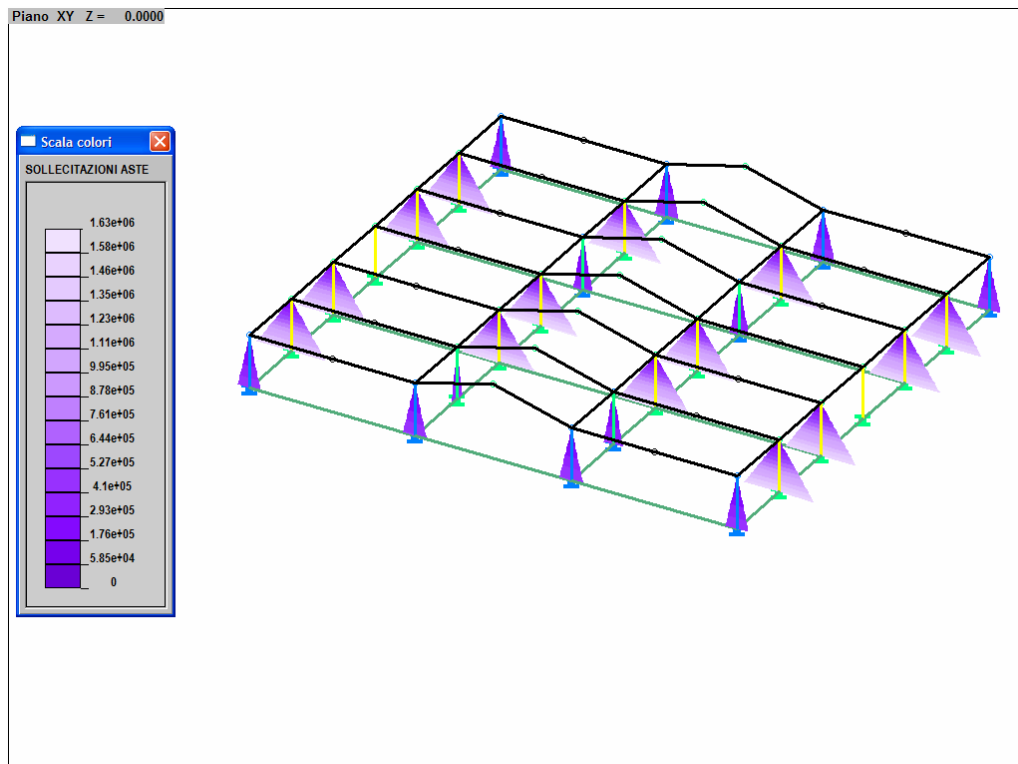 Piano XY Z = 0.0000
Scala colori
SOLLECITAZIONI ASTE
1.63e+06
1.58e+06
1.46e+06
1.35e+06
1.23e+06
1.11e+06
9.95e+05
8.78e+05
7.61e+05
6.44e+05
5.27e+05
4.1e+05
2.93e+05
1.76e+05
5.85e+04
0